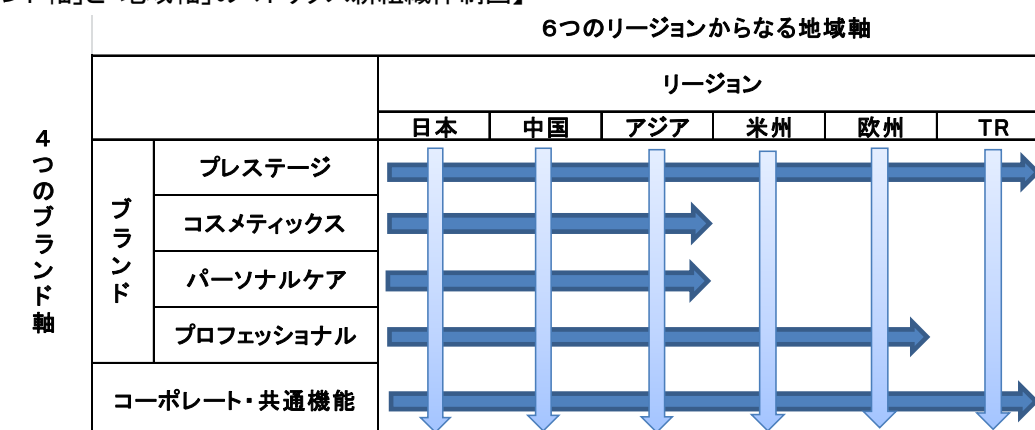 ６つのリージョンからなる地域軸
リージョン
日本 中国 アジア 米州 欧州 TR
４つのブランド軸
ブランド
プレステージ
コスメティックス
パーソナルケア
プロフェッショナル
コーポレート・共通機能